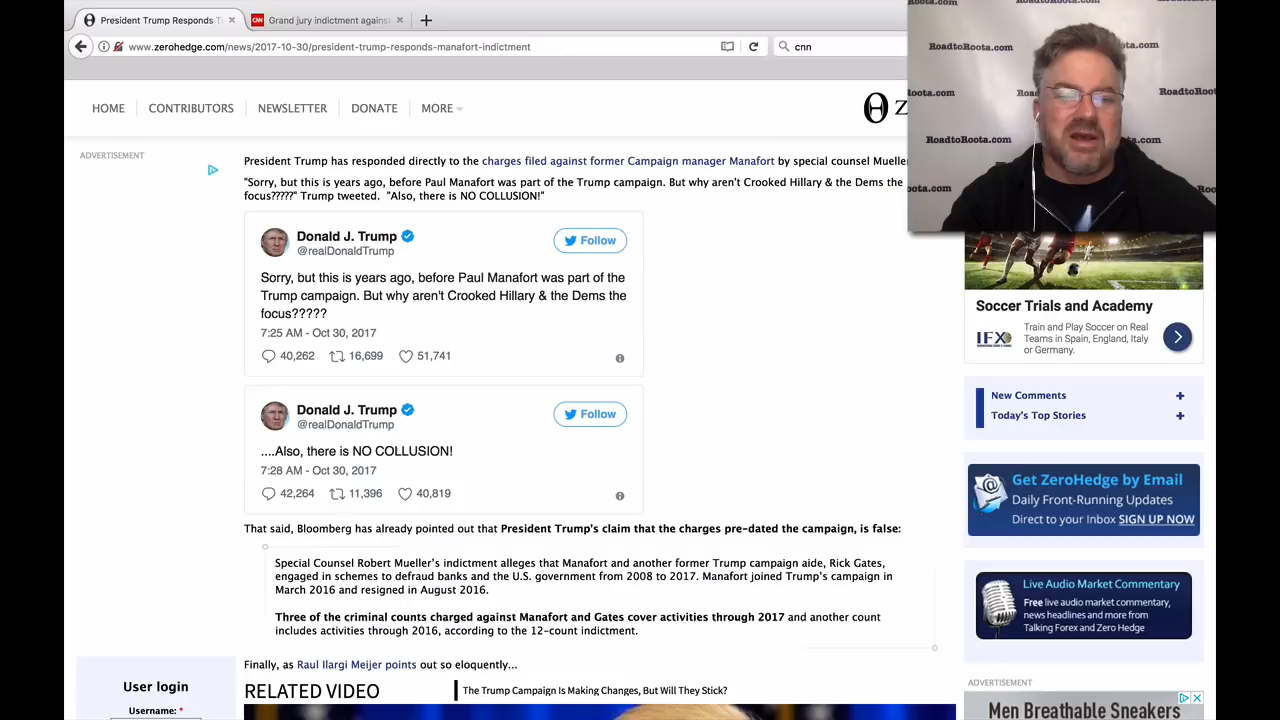 President Trump Responds T
Grand jury indictment against
www.zerohedge.com/news/2017-10-30/president-trump-responds-manafort-indictment
cnn
HOME
CONTRIBUTORS
NEWSLETTER
DONATE
MORE
Z
RoadtoRoota.com
ta.com
RoadtoRoota.com
oota.com
Road
RoadtoRoota
RoadtoRoota.com
ota.com
oota.com
Roo
ADVERTISEMENT
President Trump has responded directly to the charges filed against former Campaign manager Manafort by special counsel Mueller
"Sorry, but this is years ago, before Paul Manafort was part of the Trump campaign. But why aren't Crooked Hillary & the Dems the
focus?????" Trump tweeted.  "Also, there is NO COLLUSION!"
Donald J. Trump
@realDonaldTrump
Follow
Sorry, but this is years ago, before Paul Manafort was part of the
Trump campaign. But why aren't Crooked Hillary & the Dems the
focus?????
7:25 AM - Oct 30, 2017
40,262 16,699 51,741
Donald J. Trump
@realDonaldTrump
Follow
....Also, there is NO COLLUSION!
7:28 AM - Oct 30, 2017
42,264 11,396 40,819
That said, Bloomberg has already pointed out that President Trump's claim that the charges pre-dated the campaign, is false:
Special Counsel Robert Mueller's indictment alleges that Manafort and another former Trump campaign aide, Rick Gates,
engaged in schemes to defraud banks and the U.S. government from 2008 to 2017. Manafort joined Trump's campaign in
March 2016 and resigned in August 2016.
Three of the criminal counts charged against Manafort and Gates cover activities through 2017 and another count
includes activities through 2016, according to the 12-count indictment.
Finally, as Raul Ilargi Meijer points out so eloquently...
RELATED VIDEO
The Trump Campaign Is Making Changes, But Will They Stick?
User login
Username: *
Soccer Trials and Academy
IFX
Train and Play Soccer on Real
Teams in Spain, England, Italy
or Germany.
New Comments +
Today's Top Stories +
Get ZeroHedge by Email
Daily Front-Running Updates
Direct to your Inbox SIGN UP NOW
Live Audio Market Commentary
Free live audio market commentary,
news headlines and more from
Talking Forex and Zero Hedge
ADVERTISEMENT
Men Breathable Sneakers